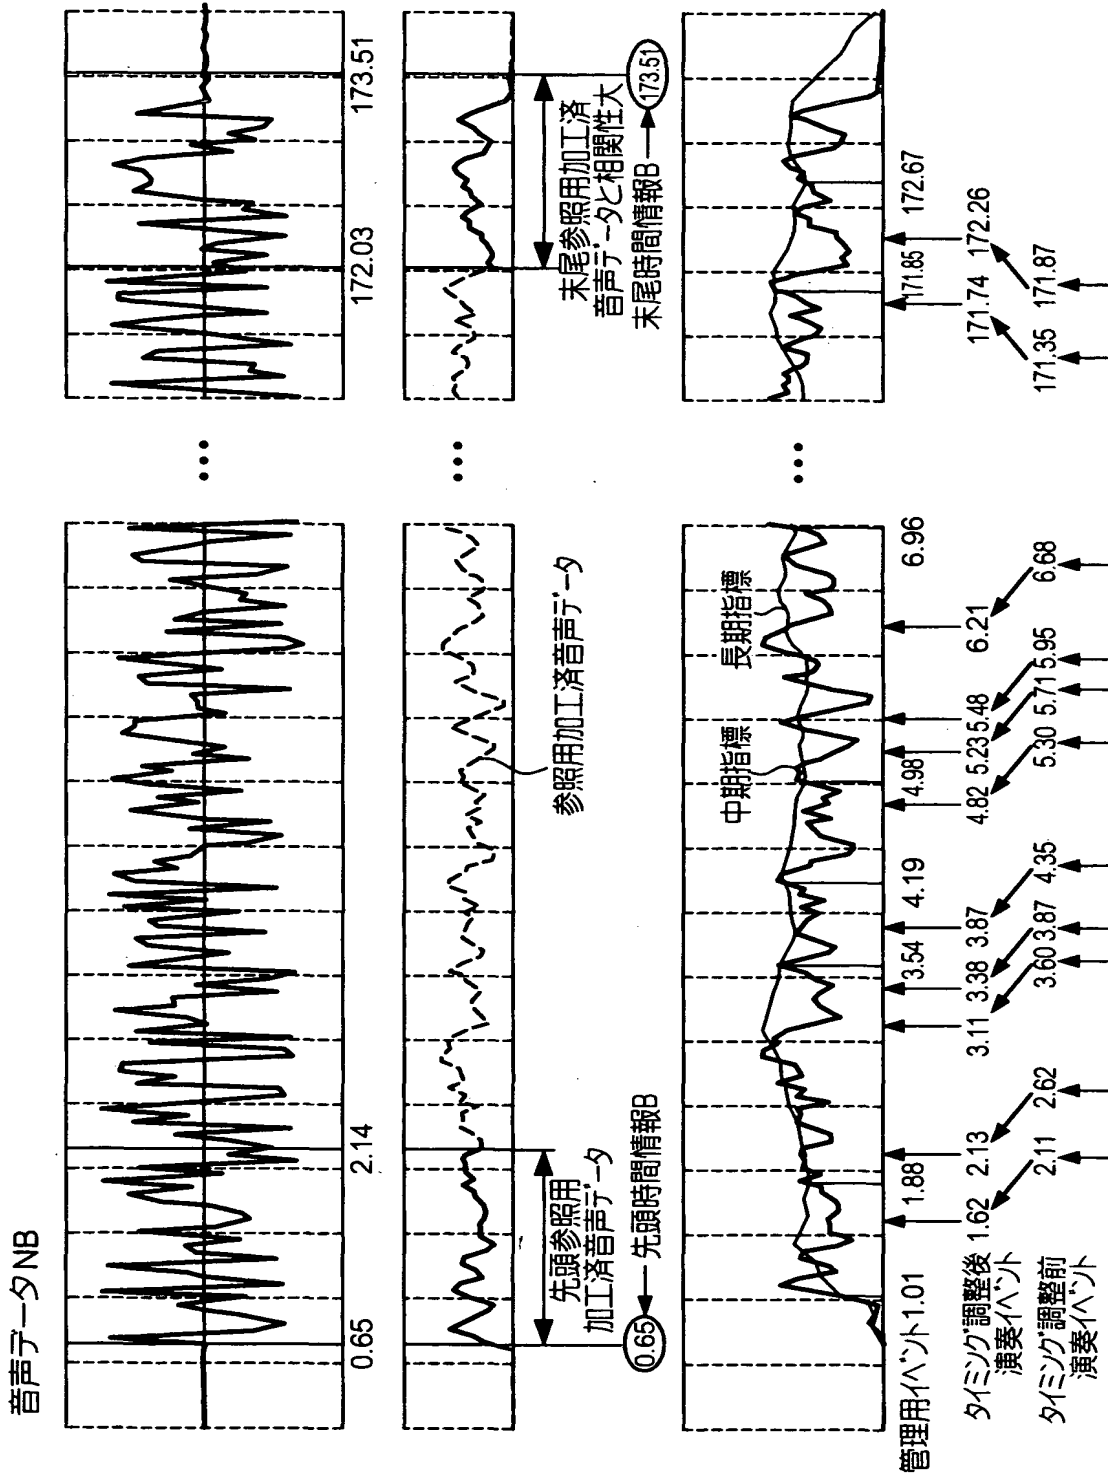 音声データNB
0.65
2.14
…
172.03
173.51
先頭参照用
加工済音声データ
0.65
先頭時間情報B
参照用加工済音声データ
…
末尾参照用加工済
音声データと相関性大
末尾時間情報B
173.51
中期指標
長期指標
…
管理用イベント 1.01 1.88 3.54 4.19 4.98 6.96 171.85 172.67
タイミング調整後
演奏イベント
1.62 2.13 3.11 3.38 3.87 4.82 5.23 5.48 6.21 171.74 172.26
タイミング調整前
演奏イベント
2.11 2.62 3.60 3.87 4.35 5.30 5.71 5.95 6.68 171.35 171.87